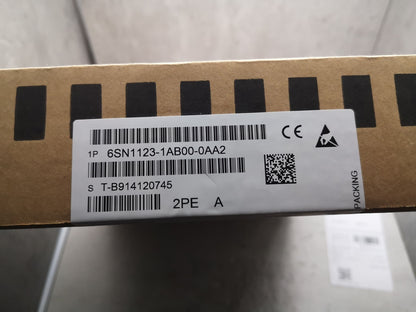 1P 6SN1123-1AB00-0AA2
S T-B914120745
2PE A
CE
PACKING